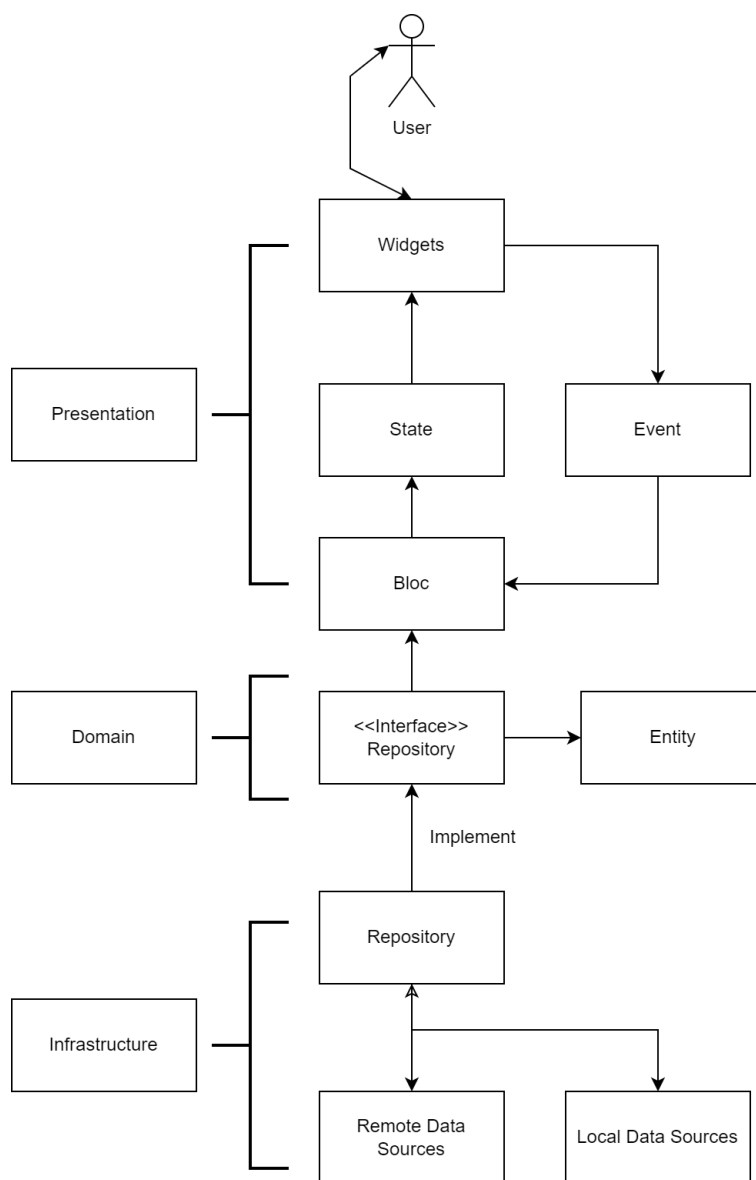 User
Widgets
Presentation
State
Event
Bloc
Domain
<<Interface>>
Repository
Entity
Implement
Repository
Infrastructure
Remote Data
Sources
Local Data Sources